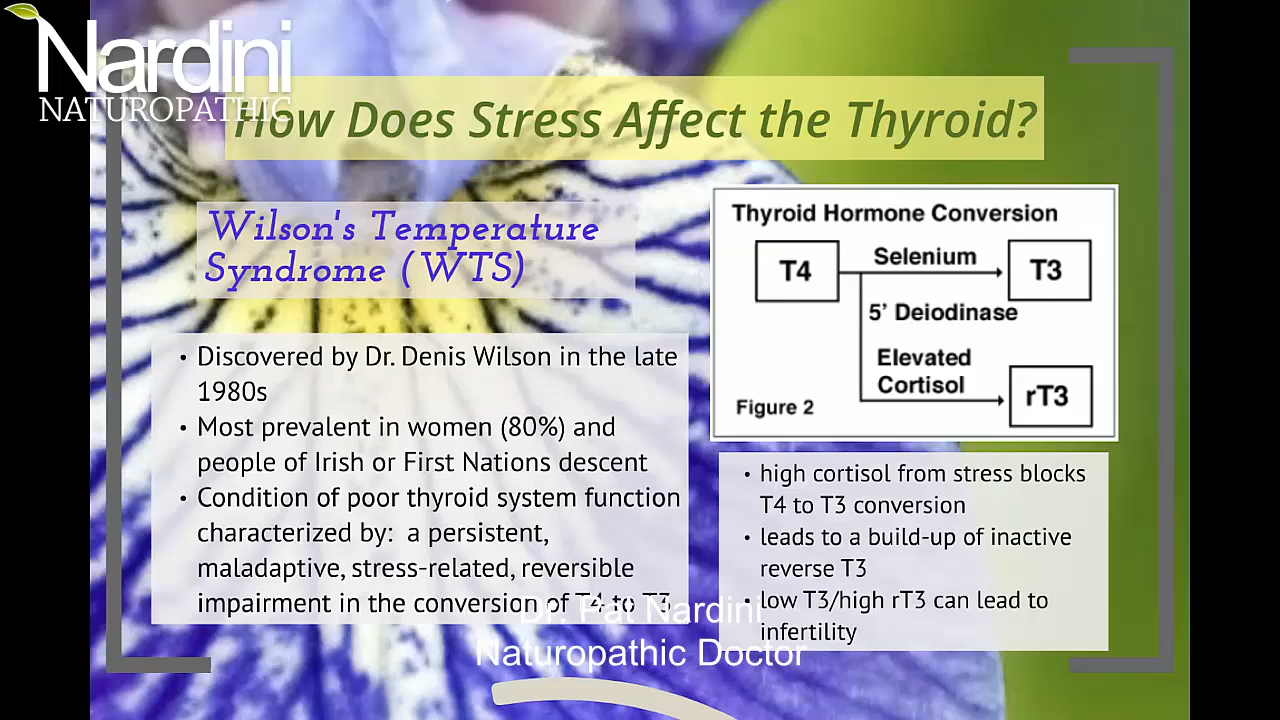 Nardini
NATUROPATHIC
How Does Stress Affect the Thyroid?
Wilson's Temperature
Syndrome (WTS)
• Discovered by Dr. Denis Wilson in the late
1980s
• Most prevalent in women (80%) and
people of Irish or First Nations descent
• Condition of poor thyroid system function
characterized by: a persistent,
maladaptive, stress-related, reversible
impairment in the conversion of T4 to T3
Thyroid Hormone Conversion
T4
Selenium
T3
5' Deiodinase
Elevated
Cortisol
rT3
Figure 2
• high cortisol from stress blocks
T4 to T3 conversion
• leads to a build-up of inactive
reverse T3
• low T3/high rT3 can lead to
infertility
Dr. Pat Nardini
Naturopathic Doctor